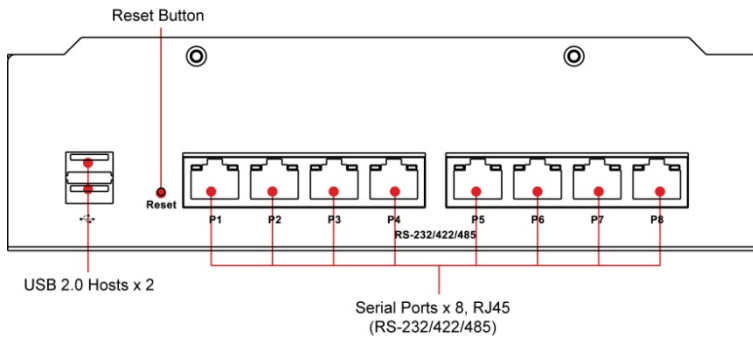 Reset Button
Reset
P1 P2 P3 P4 P5 P6 P7 P8
RS-232/422/485
USB 2.0 Hosts x 2
Serial Ports x 8, RJ45
(RS-232/422/485)